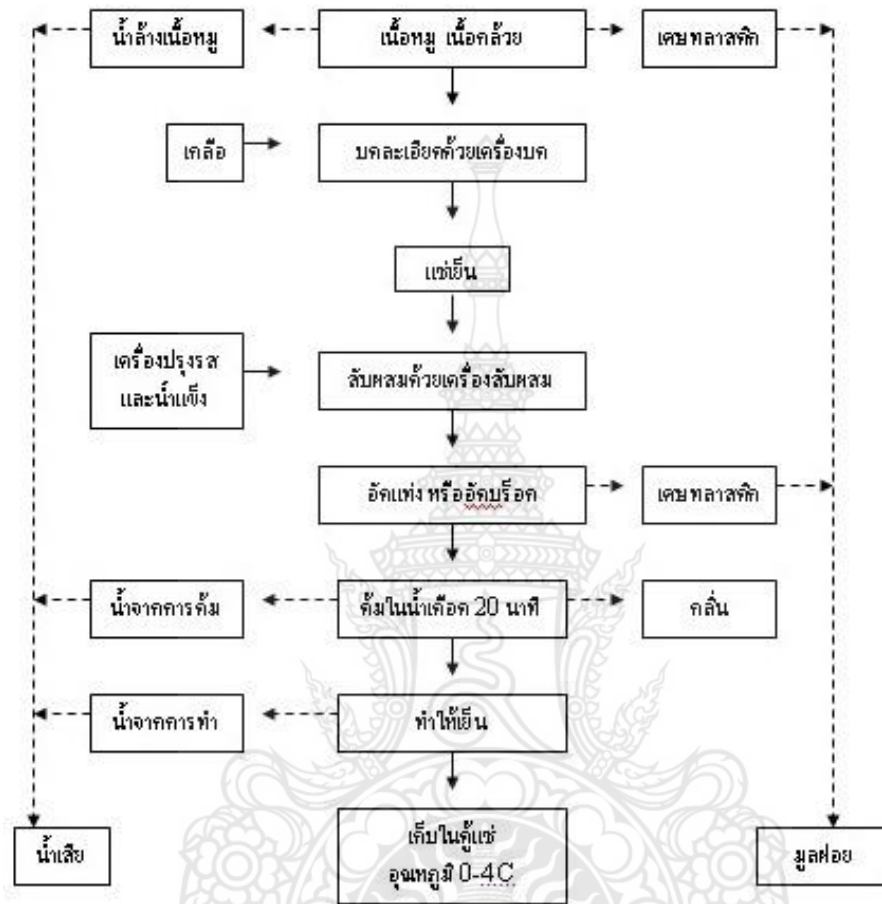 น้ำล้างเนื้อหมู
เนื้อหมู เนื้อกล้วย
เศษพลาสติก
เกลือ
บดละเอียดด้วยเครื่องบด
แช่เย็น
เครื่องปรุงรส
และน้ำแข็ง
สับผสมด้วยเครื่องสับผสม
อัดแท่ง หรืออัดบร็อค
เศษพลาสติก
น้ำจากการต้ม
ต้มในน้ำเดือด 20 นาที
กลิ่น
น้ำจากการทำ
ทำให้เย็น
น้ำเสีย
เก็บในตู้แช่
อุณหภูมิ 0-4C
มูลฝอย